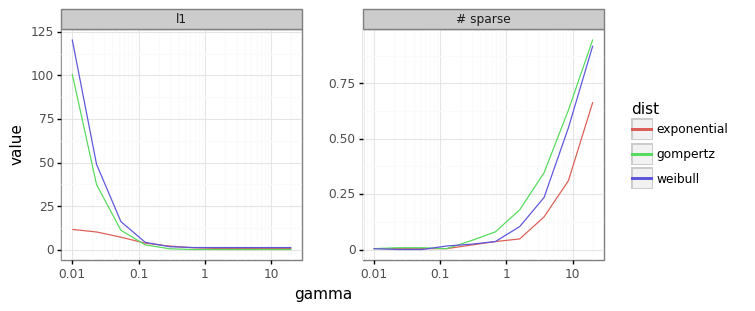 l1
# sparse
value
125
100
75
50
25
0
0.75
0.50
0.25
0
0.01 0.1 1 10
0.01 0.1 1 10
gamma
dist
exponential
gompertz
weibull